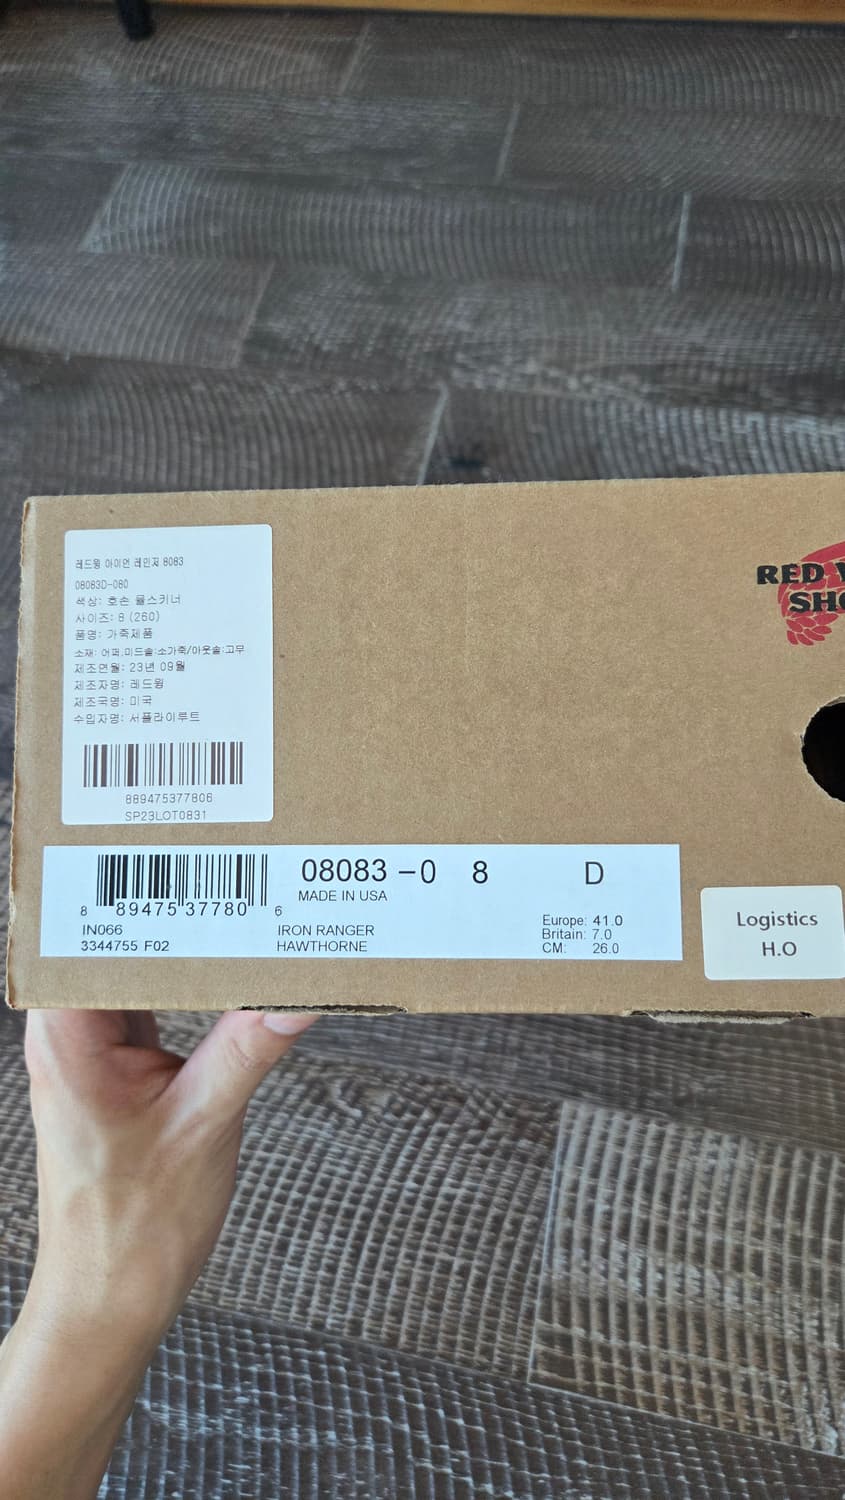 레드윙 아이언 레인저 8083
08083D-080
색상: 호손 뮬스키너
사이즈: 8 (260)
품명: 가죽제품
소재: 어퍼,미드솔:소가죽/아웃솔:고무
제조연월: 23년 09월
제조자명: 레드윙
제조국명: 미국
수입자명: 서플라이루트
889475377806
SP23LOT0831
RED
SHO
8 89475 37780 6
08083 -0 8 D
MADE IN USA
IN066
3344755 F02
IRON RANGER
HAWTHORNE
Europe: 41.0
Britain: 7.0
CM: 26.0
Logistics
H.O